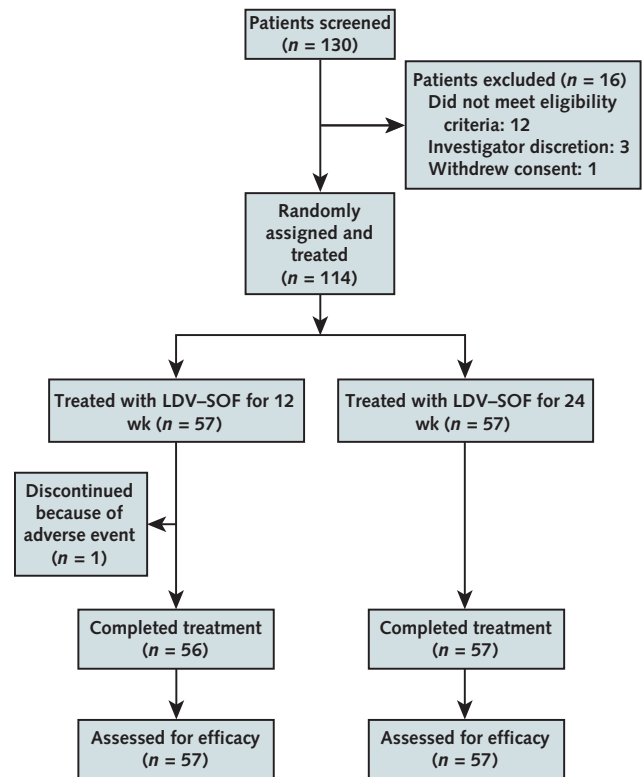 Patients screened
(n = 130)
Patients excluded (n = 16)
Did not meet eligibility
criteria: 12
Investigator discretion: 3
Withdrew consent: 1
Randomly
assigned and
treated
(n = 114)
Treated with LDV–SOF for 12
wk (n = 57)
Treated with LDV–SOF for 24
wk (n = 57)
Discontinued
because of
adverse event
(n = 1)
Completed treatment
(n = 56)
Completed treatment
(n = 57)
Assessed for efficacy
(n = 57)
Assessed for efficacy
(n = 57)